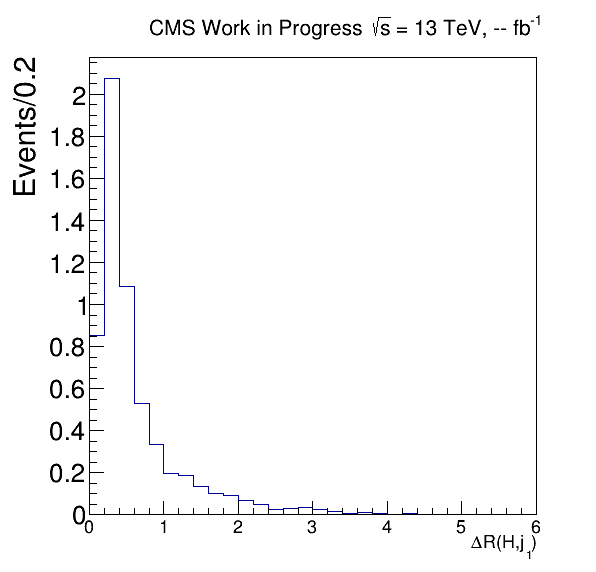 CMS Work in Progress √s = 13 TeV, -- fb⁻¹
Events/0.2
2
1.8
1.6
1.4
1.2
1
0.8
0.6
0.4
0.2
0
0 1 2 3 4 5 6
ΔR(H,j₁)